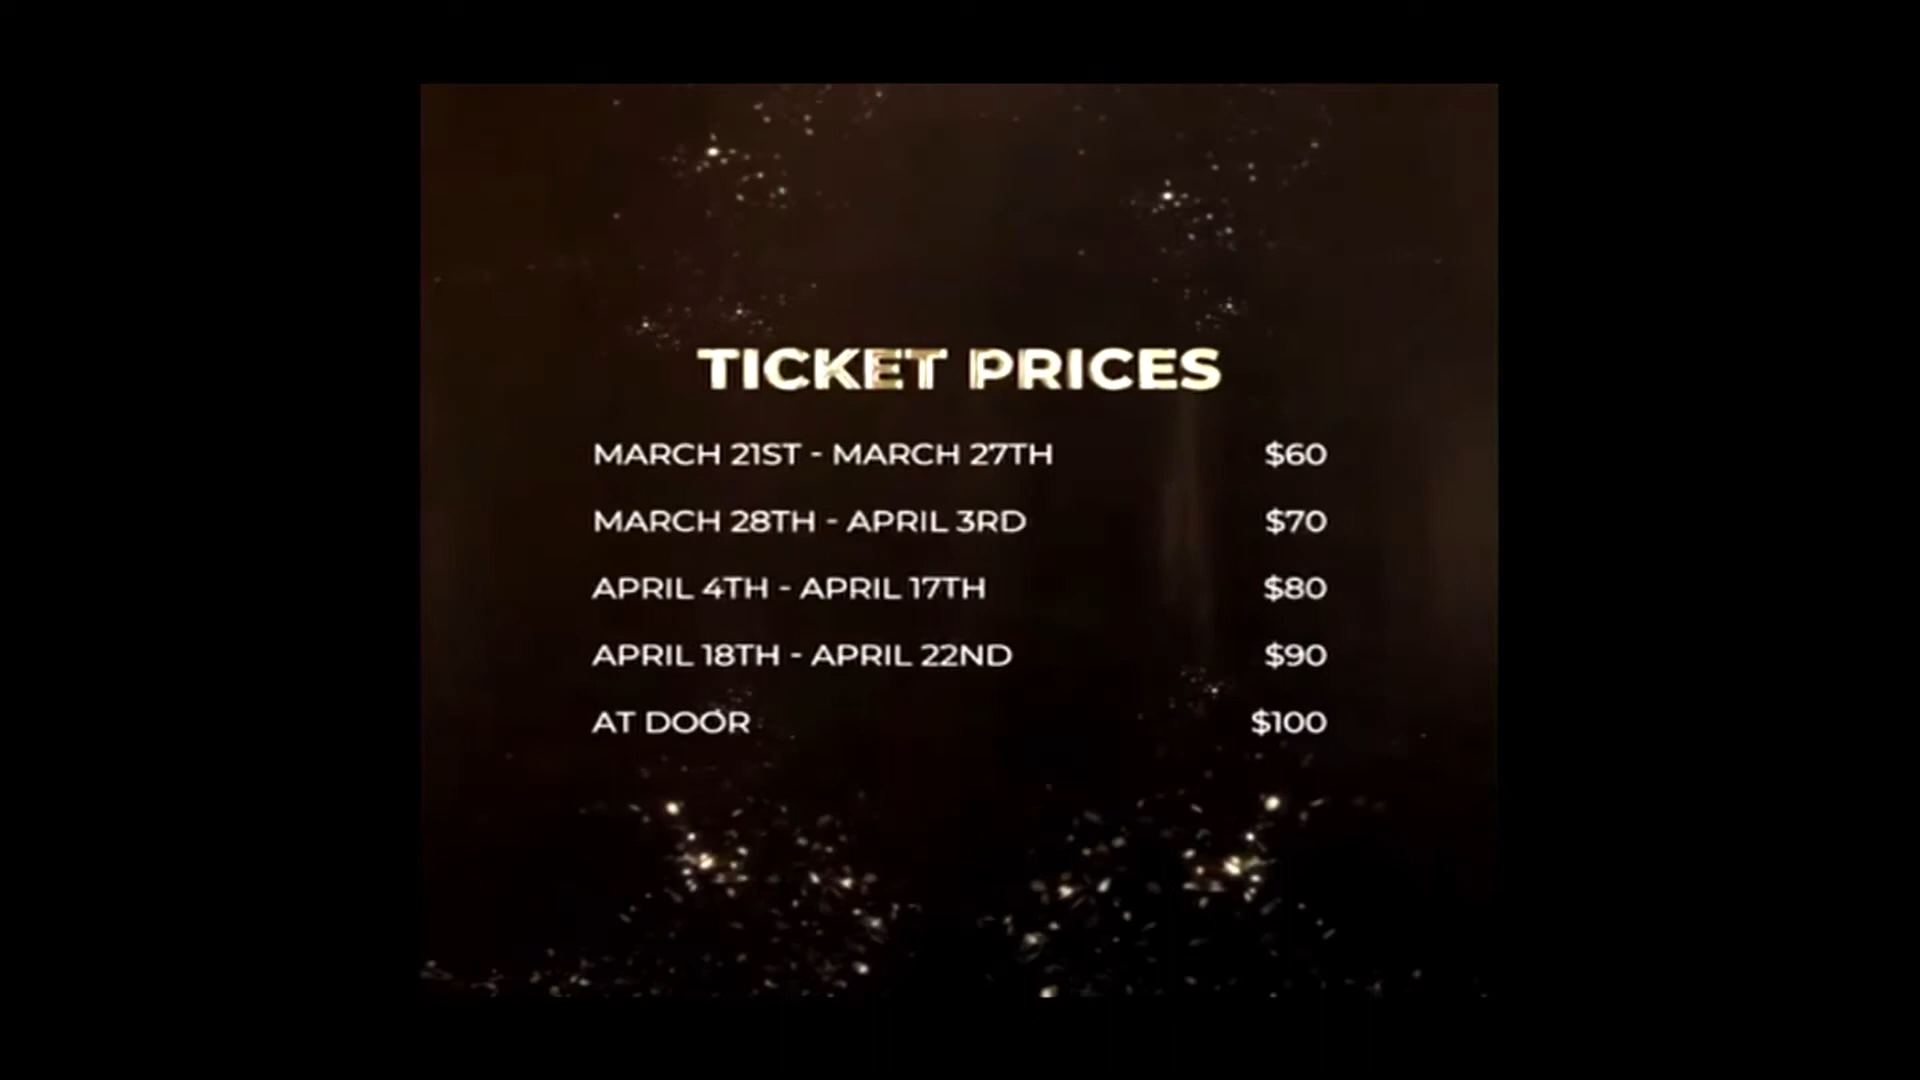 TICKET PRICES
MARCH 21ST - MARCH 27TH $60
MARCH 28TH - APRIL 3RD $70
APRIL 4TH - APRIL 17TH $80
APRIL 18TH - APRIL 22ND $90
AT DOOR $100